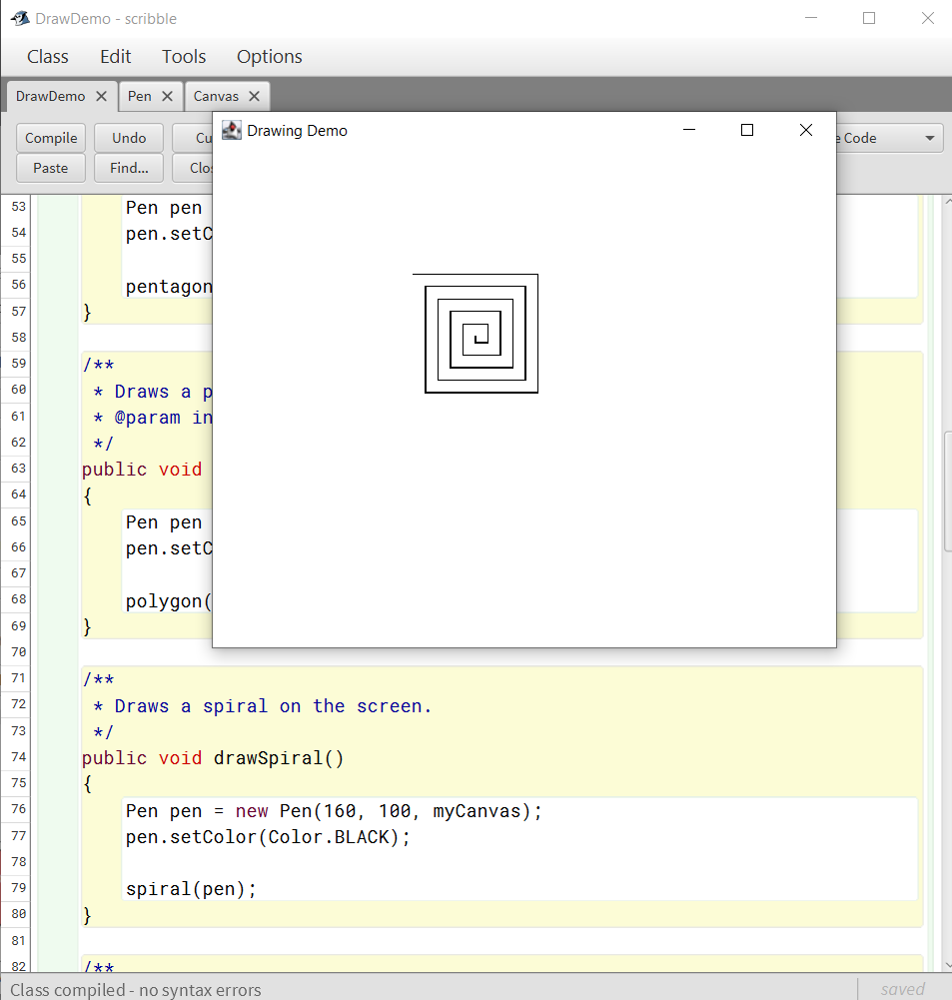 DrawDemo - scribble
Class Edit Tools Options
DrawDemo Pen Canvas
Compile Undo Cu
Paste Find... Clos
e Code
Drawing Demo
53 Pen pen
54 pen.setC
55
56 pentagon
57 }
58
59 /**
60 * Draws a p
61 * @param in
62 */
63 public void
64 {
65 Pen pen
66 pen.setC
67
68 polygon(
69 }
70
71 /**
72 * Draws a spiral on the screen.
73 */
74 public void drawSpiral()
75 {
76 Pen pen = new Pen(160, 100, myCanvas);
77 pen.setColor(Color.BLACK);
78
79 spiral(pen);
80 }
81
82 /**
Class compiled - no syntax errors
saved